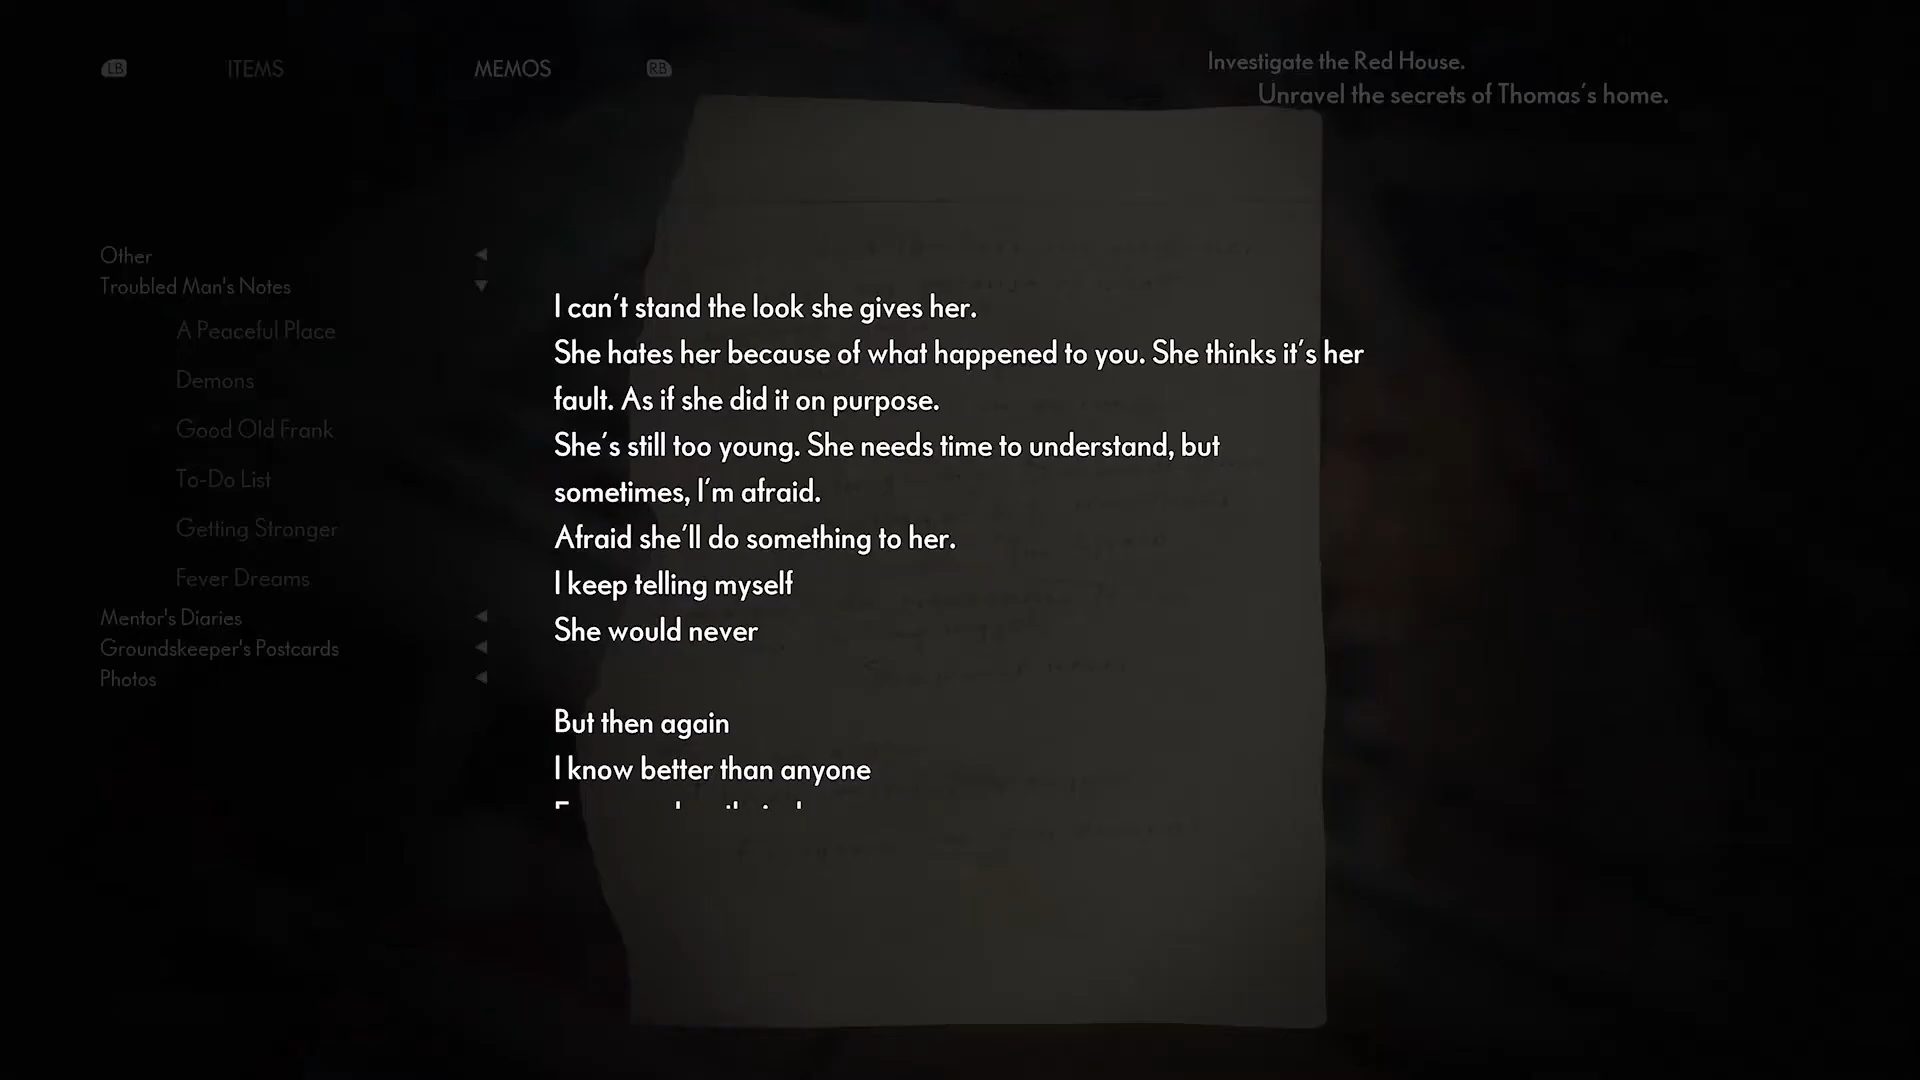 LB ITEMS MEMOS RB
Investigate the Red House.
Unravel the secrets of Thomas's home.
Other
Troubled Man's Notes
A Peaceful Place
Demons
Good Old Frank
To-Do List
Getting Stronger
Fever Dreams
Mentor's Diaries
Groundskeeper's Postcards
Photos
I can't stand the look she gives her.
She hates her because of what happened to you. She thinks it's her
fault. As if she did it on purpose.
She's still too young. She needs time to understand, but
sometimes, I'm afraid.
Afraid she'll do something to her.
I keep telling myself
She would never
But then again
I know better than anyone